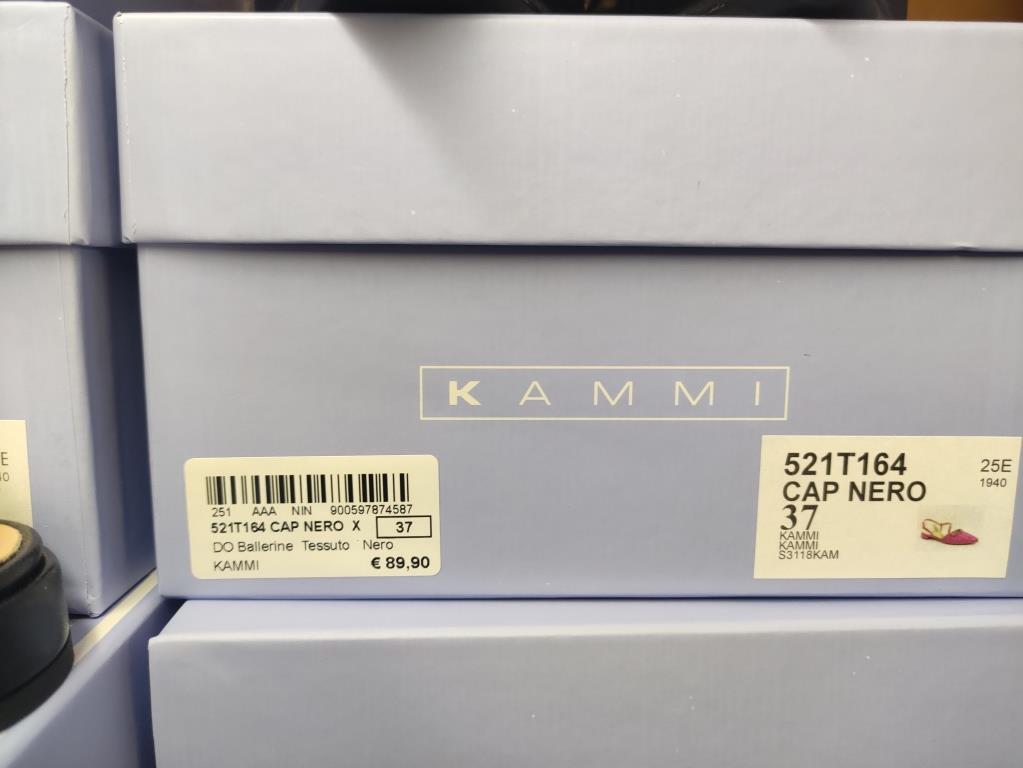 KAMMI
251 AAA NIN 900597874587
521T164 CAP NERO X 37
DO Ballerine Tessuto Nero
KAMMI € 89,90
521T164
CAP NERO
37
KAMMI
KAMMI
S3118KAM
25E
1940
E